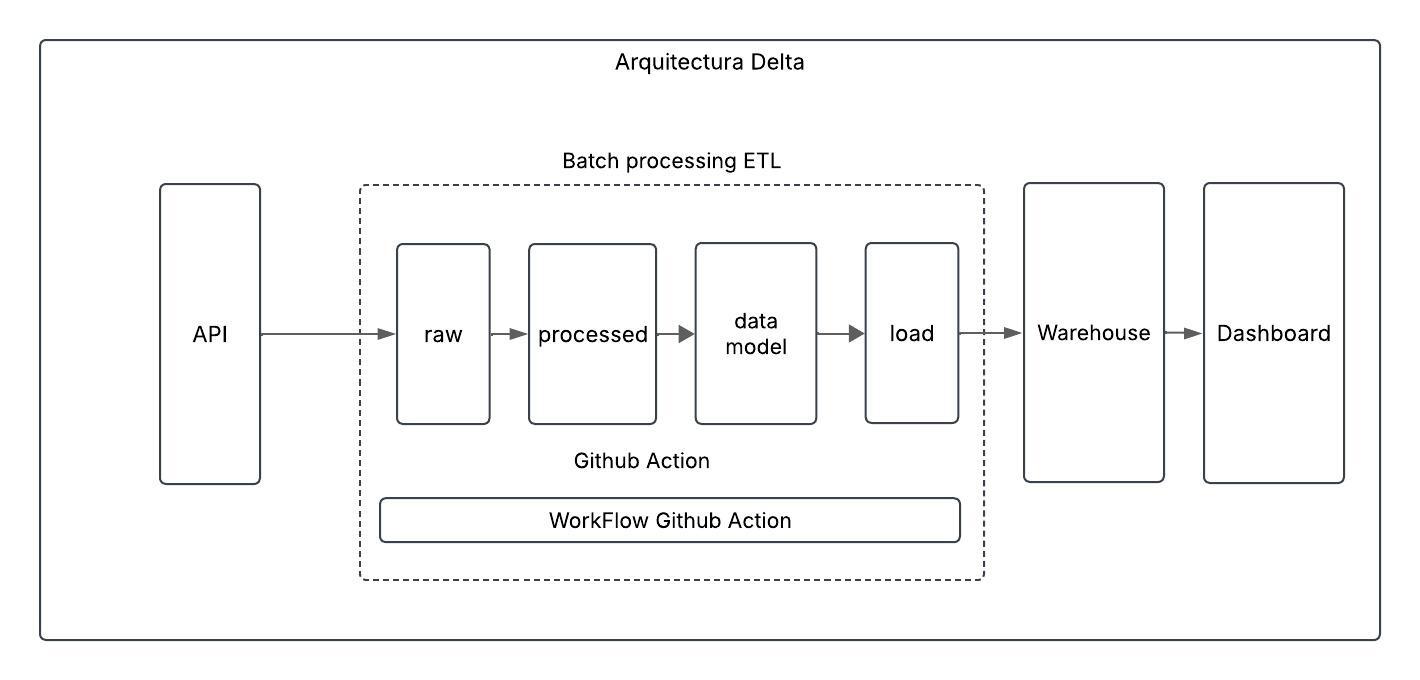 Arquitectura Delta
Batch processing ETL
API
raw
processed
data
model
load
Warehouse
Dashboard
Github Action
WorkFlow Github Action